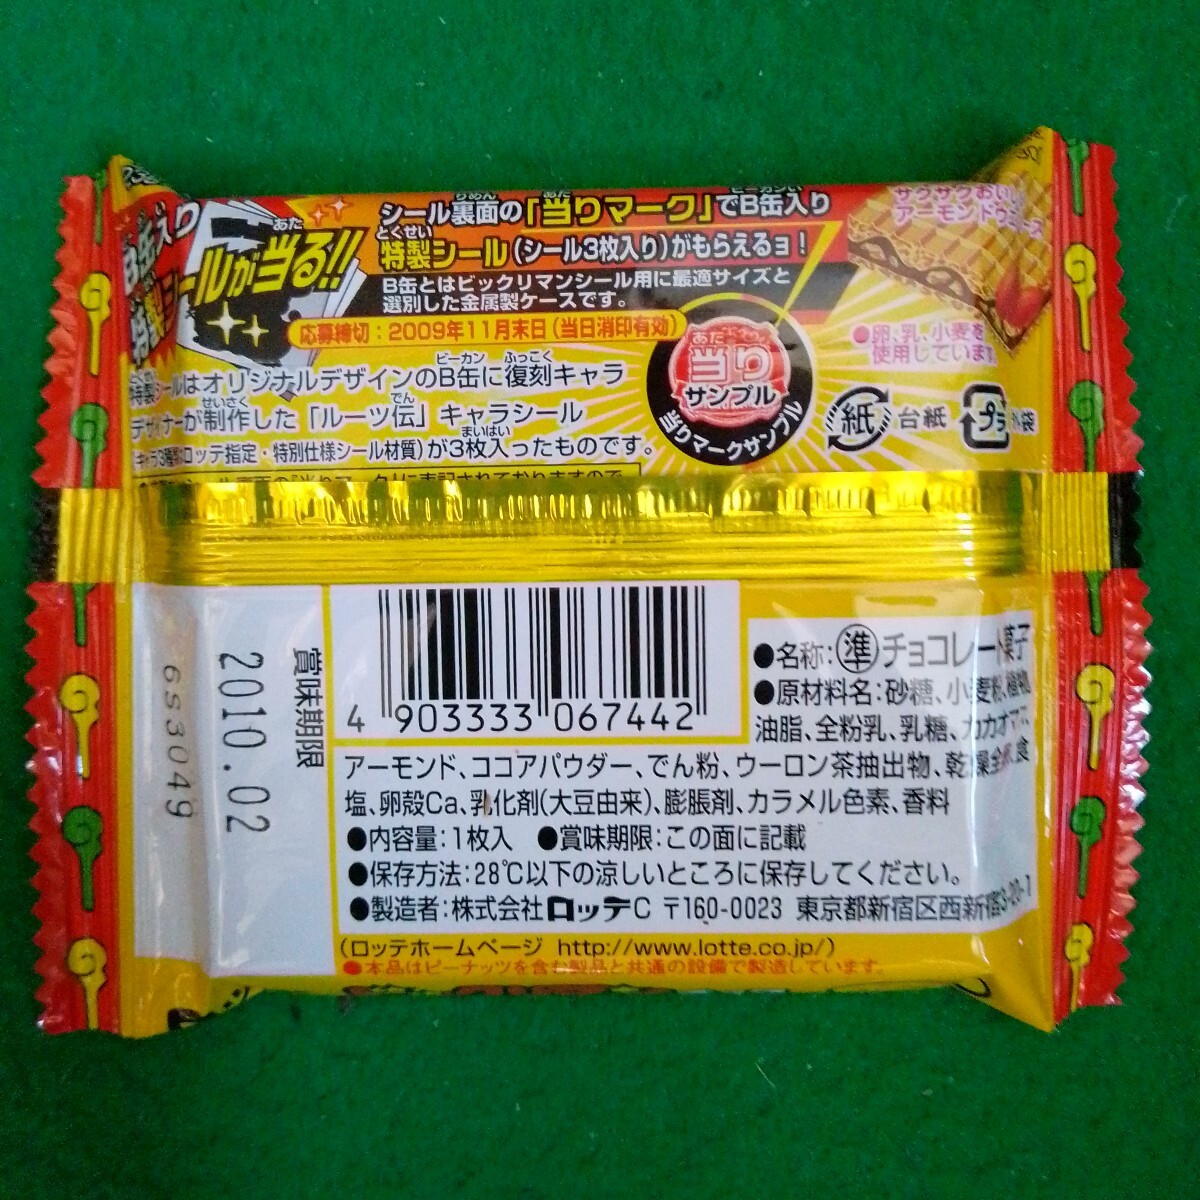 B缶入り
特製シールが当る!!
あた
シール裏面の「当りマーク」でB缶入り
特製シール(シール3枚入り)がもらえるョ!
B缶とはビックリマンシール用に最適サイズと
選別した金属製ケースです。
応募締切:2009年11月末日(当日消印有効)
特製シールはオリジナルデザインのB缶に復刻キャラ
デザイナーが制作した「ルーツ伝」キャラシール
ロッテ指定・特別仕様シール材質)が3枚入ったものです。
サクサクおいしい
アーモンドウエハース
●卵、乳、小麦を
使用しています。
あた
当り
サンプル
当りマークサンプル
紙 台紙
プラ 外袋
賞味期限
2010.02
6S3049
4 903333 067442
●名称:準チョコレート菓子
●原材料名:砂糖、小麦粉、植物
油脂、全粉乳、乳糖、カカオマス、
アーモンド、ココアパウダー、でん粉、ウーロン茶抽出物、乾燥全卵、食
塩、卵殻Ca、乳化剤(大豆由来)、膨脹剤、カラメル色素、香料
●内容量:1枚入 ●賞味期限:この面に記載
●保存方法:28℃以下の涼しいところに保存してください。
●製造者:株式会社ロッテC 〒160-0023 東京都新宿区西新宿3-20-1
(ロッテホームページ http://www.lotte.co.jp/)
●本品はピーナッツを含む製品と共通の設備で製造しています。